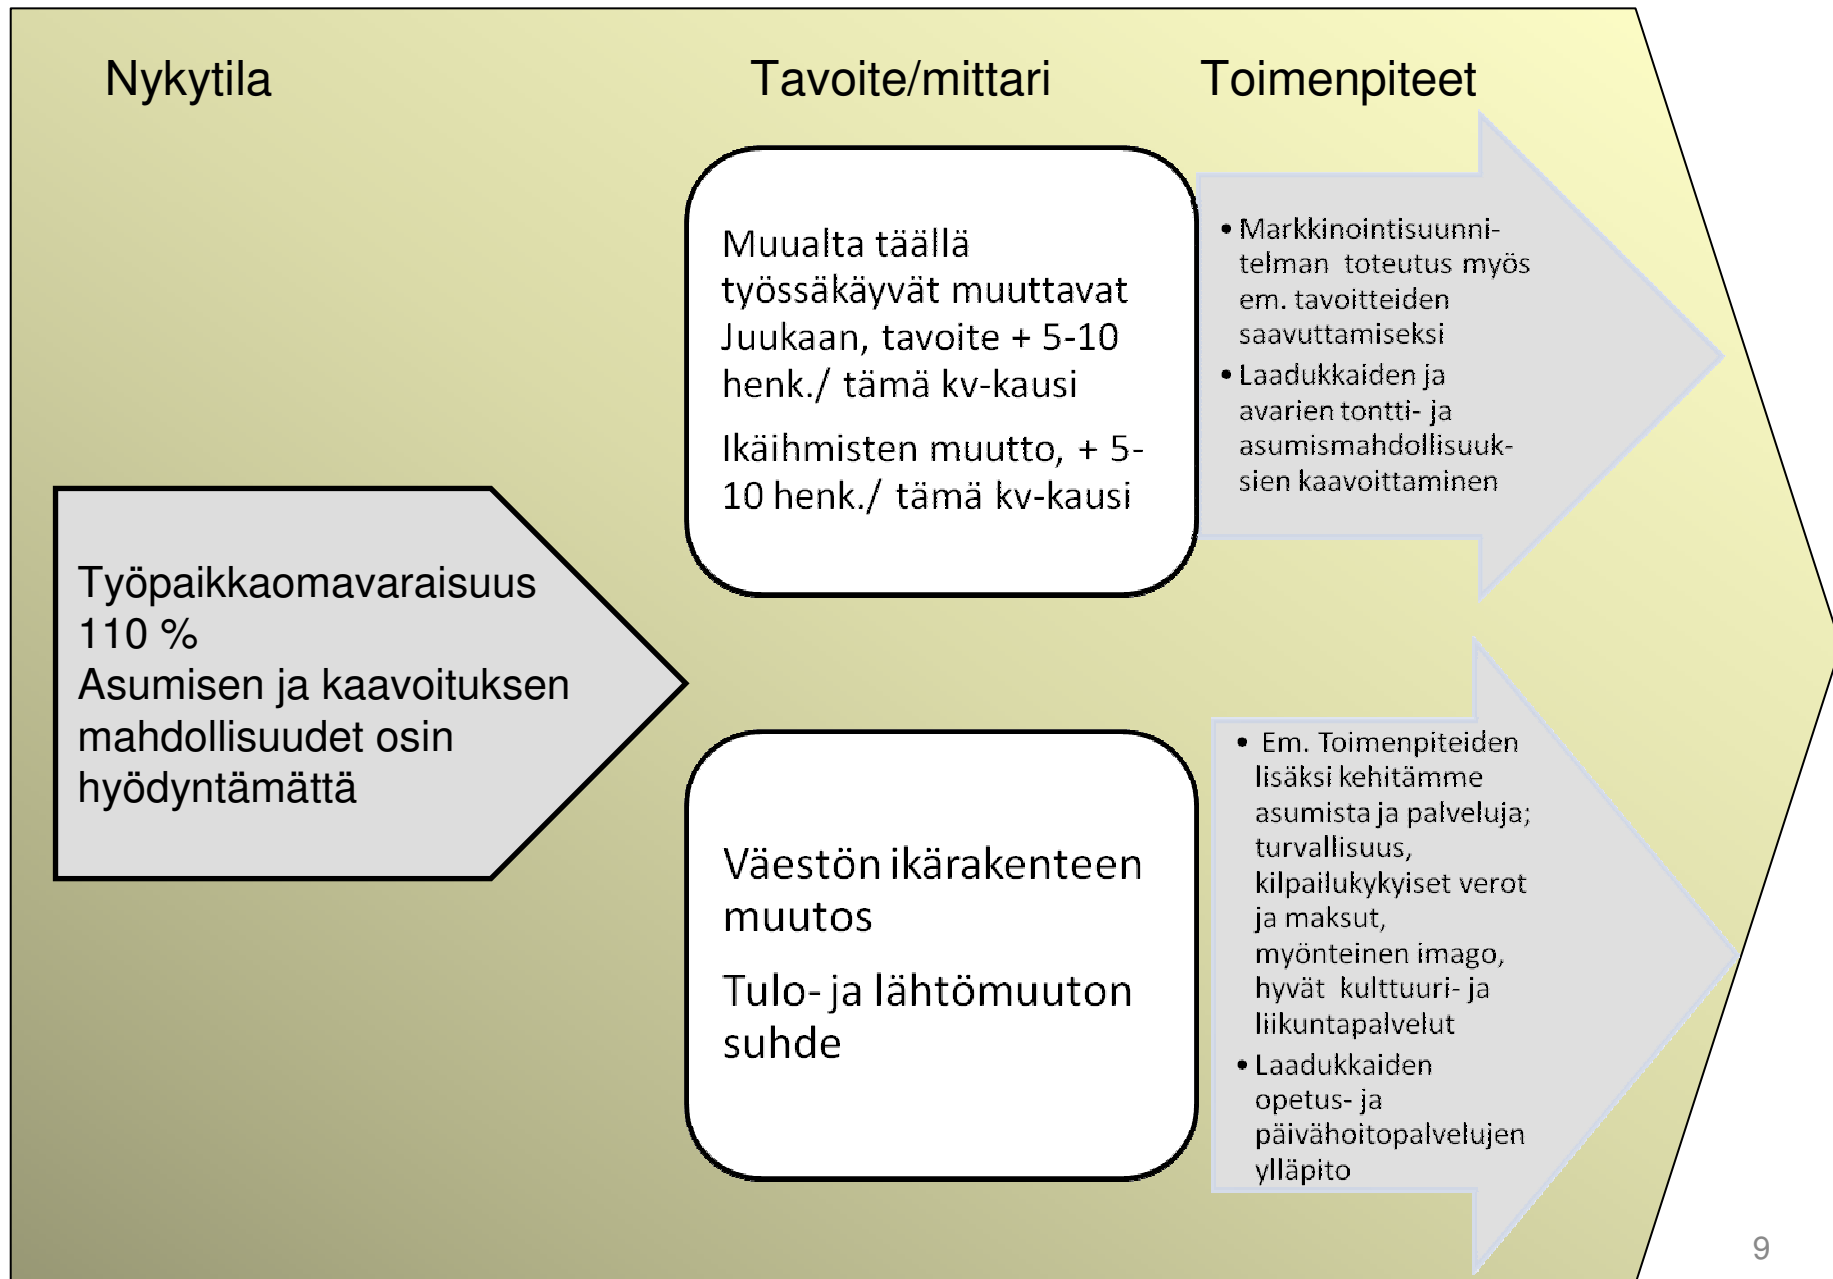 Nykytila
Tavoite/mittari
Toimenpiteet
Työpaikkaomavaraisuus
110 %
Asumisen ja kaavoituksen
mahdollisuudet osin
hyödyntämättä
Muualta täällä
työssäkäyvät muuttavat
Juukaan, tavoite + 5-10
henk./ tämä kv-kausi
Ikäihmisten muutto, + 5-
10 henk./ tämä kv-kausi
• Markkinointisuunni-
telman toteutus myös
em. tavoitteiden
saavuttamiseksi
• Laadukkaiden ja
avarien tontti- ja
asumismahdollisuuk-
sien kaavoittaminen
Väestön ikärakenteen
muutos
Tulo- ja lähtömuuton
suhde
• Em. Toimenpiteiden
lisäksi kehitämme
asumista ja palveluja;
turvallisuus,
kilpailukykyiset verot
ja maksut,
myönteinen imago,
hyvät kulttuuri- ja
liikuntapalvelut
• Laadukkaiden
opetus- ja
päivähoitopalvelujen
ylläpito
9